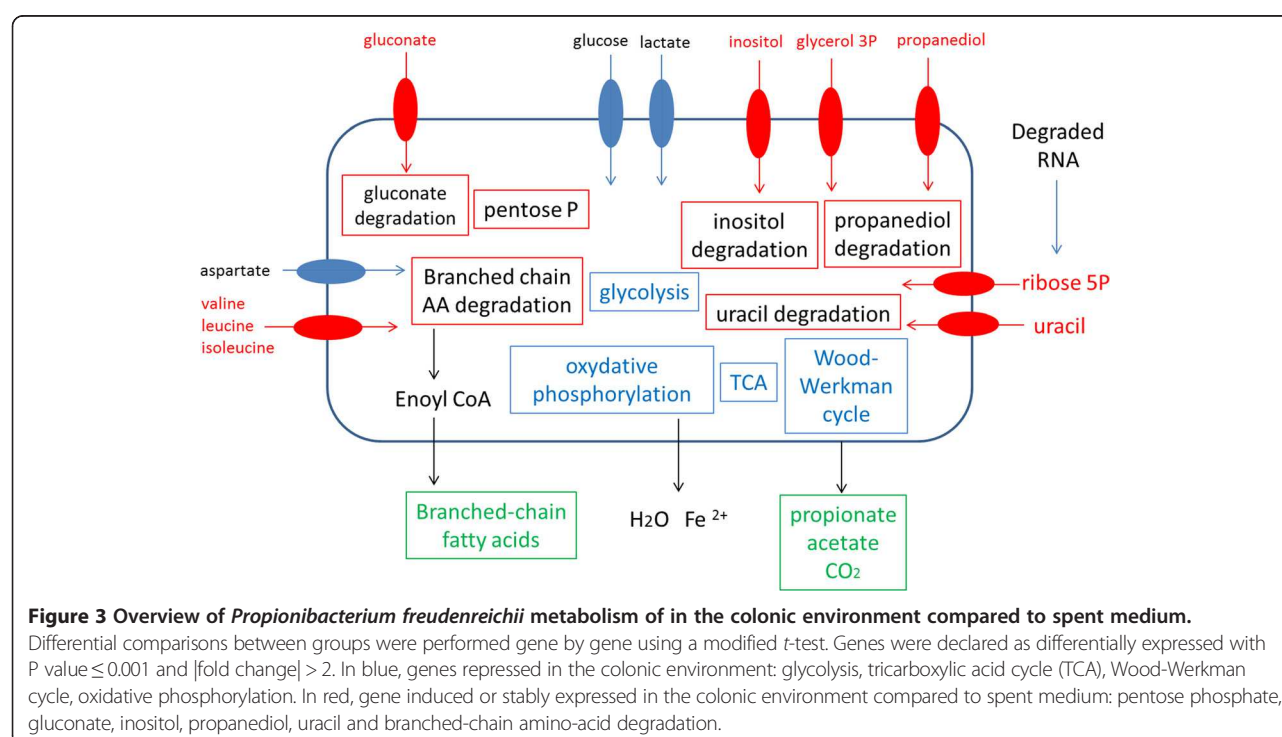 gluconate
glucose lactate
inositol glycerol 3P propanediol
Degraded
RNA
gluconate
degradation
pentose P
inositol
degradation
propanediol
degradation
aspartate
valine
leucine
isoleucine
Branched chain
AA degradation
glycolysis
uracil degradation
ribose 5P
uracil
Enoyl CoA
oxydative
phosphorylation
TCA
Wood-
Werkman
cycle
Branched-chain
fatty acids
H2O Fe 2+
propionate
acetate
CO2
Figure 3 Overview of Propionibacterium freudenreichii metabolism of in the colonic environment compared to spent medium.
Differential comparisons between groups were performed gene by gene using a modified t-test. Genes were declared as differentially expressed with
P value ≤ 0.001 and |fold change| > 2. In blue, genes repressed in the colonic environment: glycolysis, tricarboxylic acid cycle (TCA), Wood-Werkman
cycle, oxidative phosphorylation. In red, gene induced or stably expressed in the colonic environment compared to spent medium: pentose phosphate,
gluconate, inositol, propanediol, uracil and branched-chain amino-acid degradation.